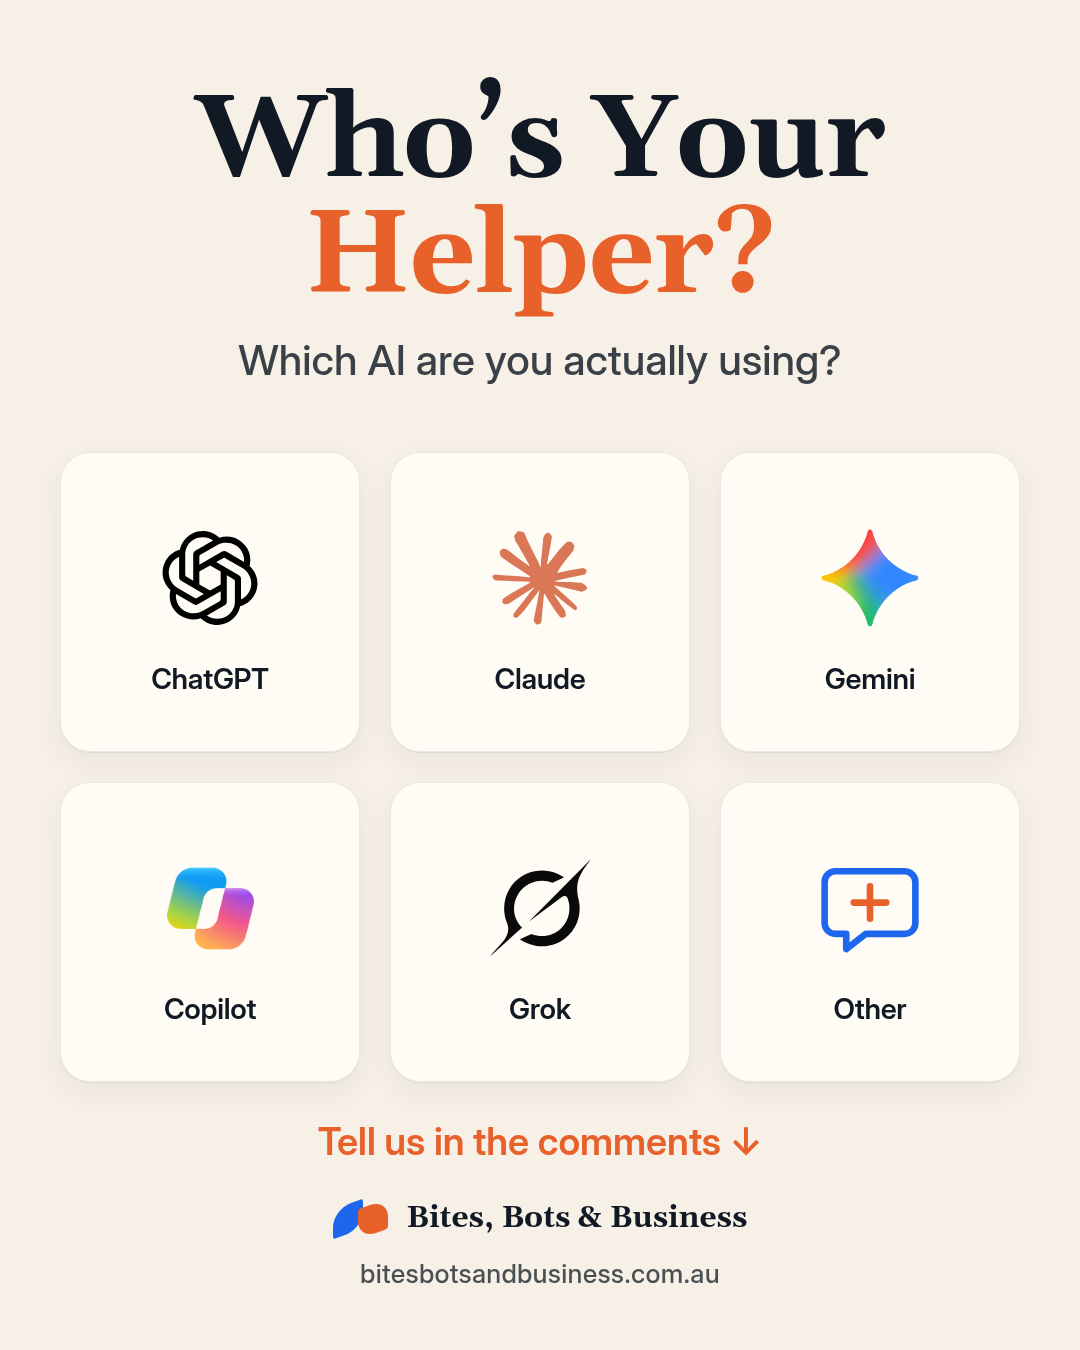 Who’s Your
Helper?
Which AI are you actually using?
ChatGPT
Claude
Gemini
Copilot
Grok
Other
Tell us in the comments ↓
Bites, Bots & Business
bitesbotsandbusiness.com.au